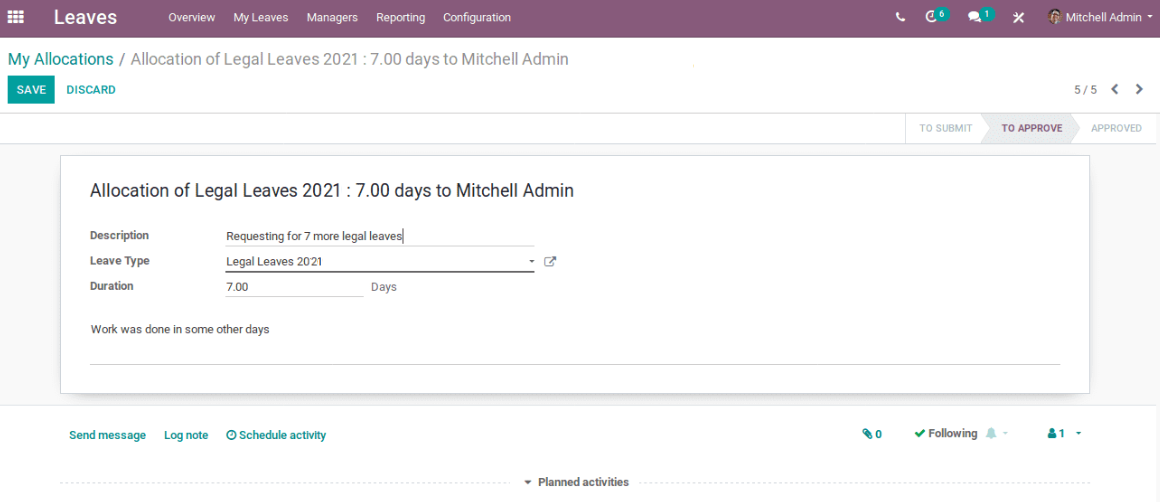 Leaves Overview My Leaves Managers Reporting Configuration 6 1 Mitchell Admin
My Allocations / Allocation of Legal Leaves 2021 : 7.00 days to Mitchell Admin
SAVE DISCARD 5 / 5
TO SUBMIT TO APPROVE APPROVED
Allocation of Legal Leaves 2021 : 7.00 days to Mitchell Admin
Description Requesting for 7 more legal leaves
Leave Type Legal Leaves 2021
Duration 7.00 Days
Work was done in some other days
Send message Log note Schedule activity 0 Following 1
Planned activities